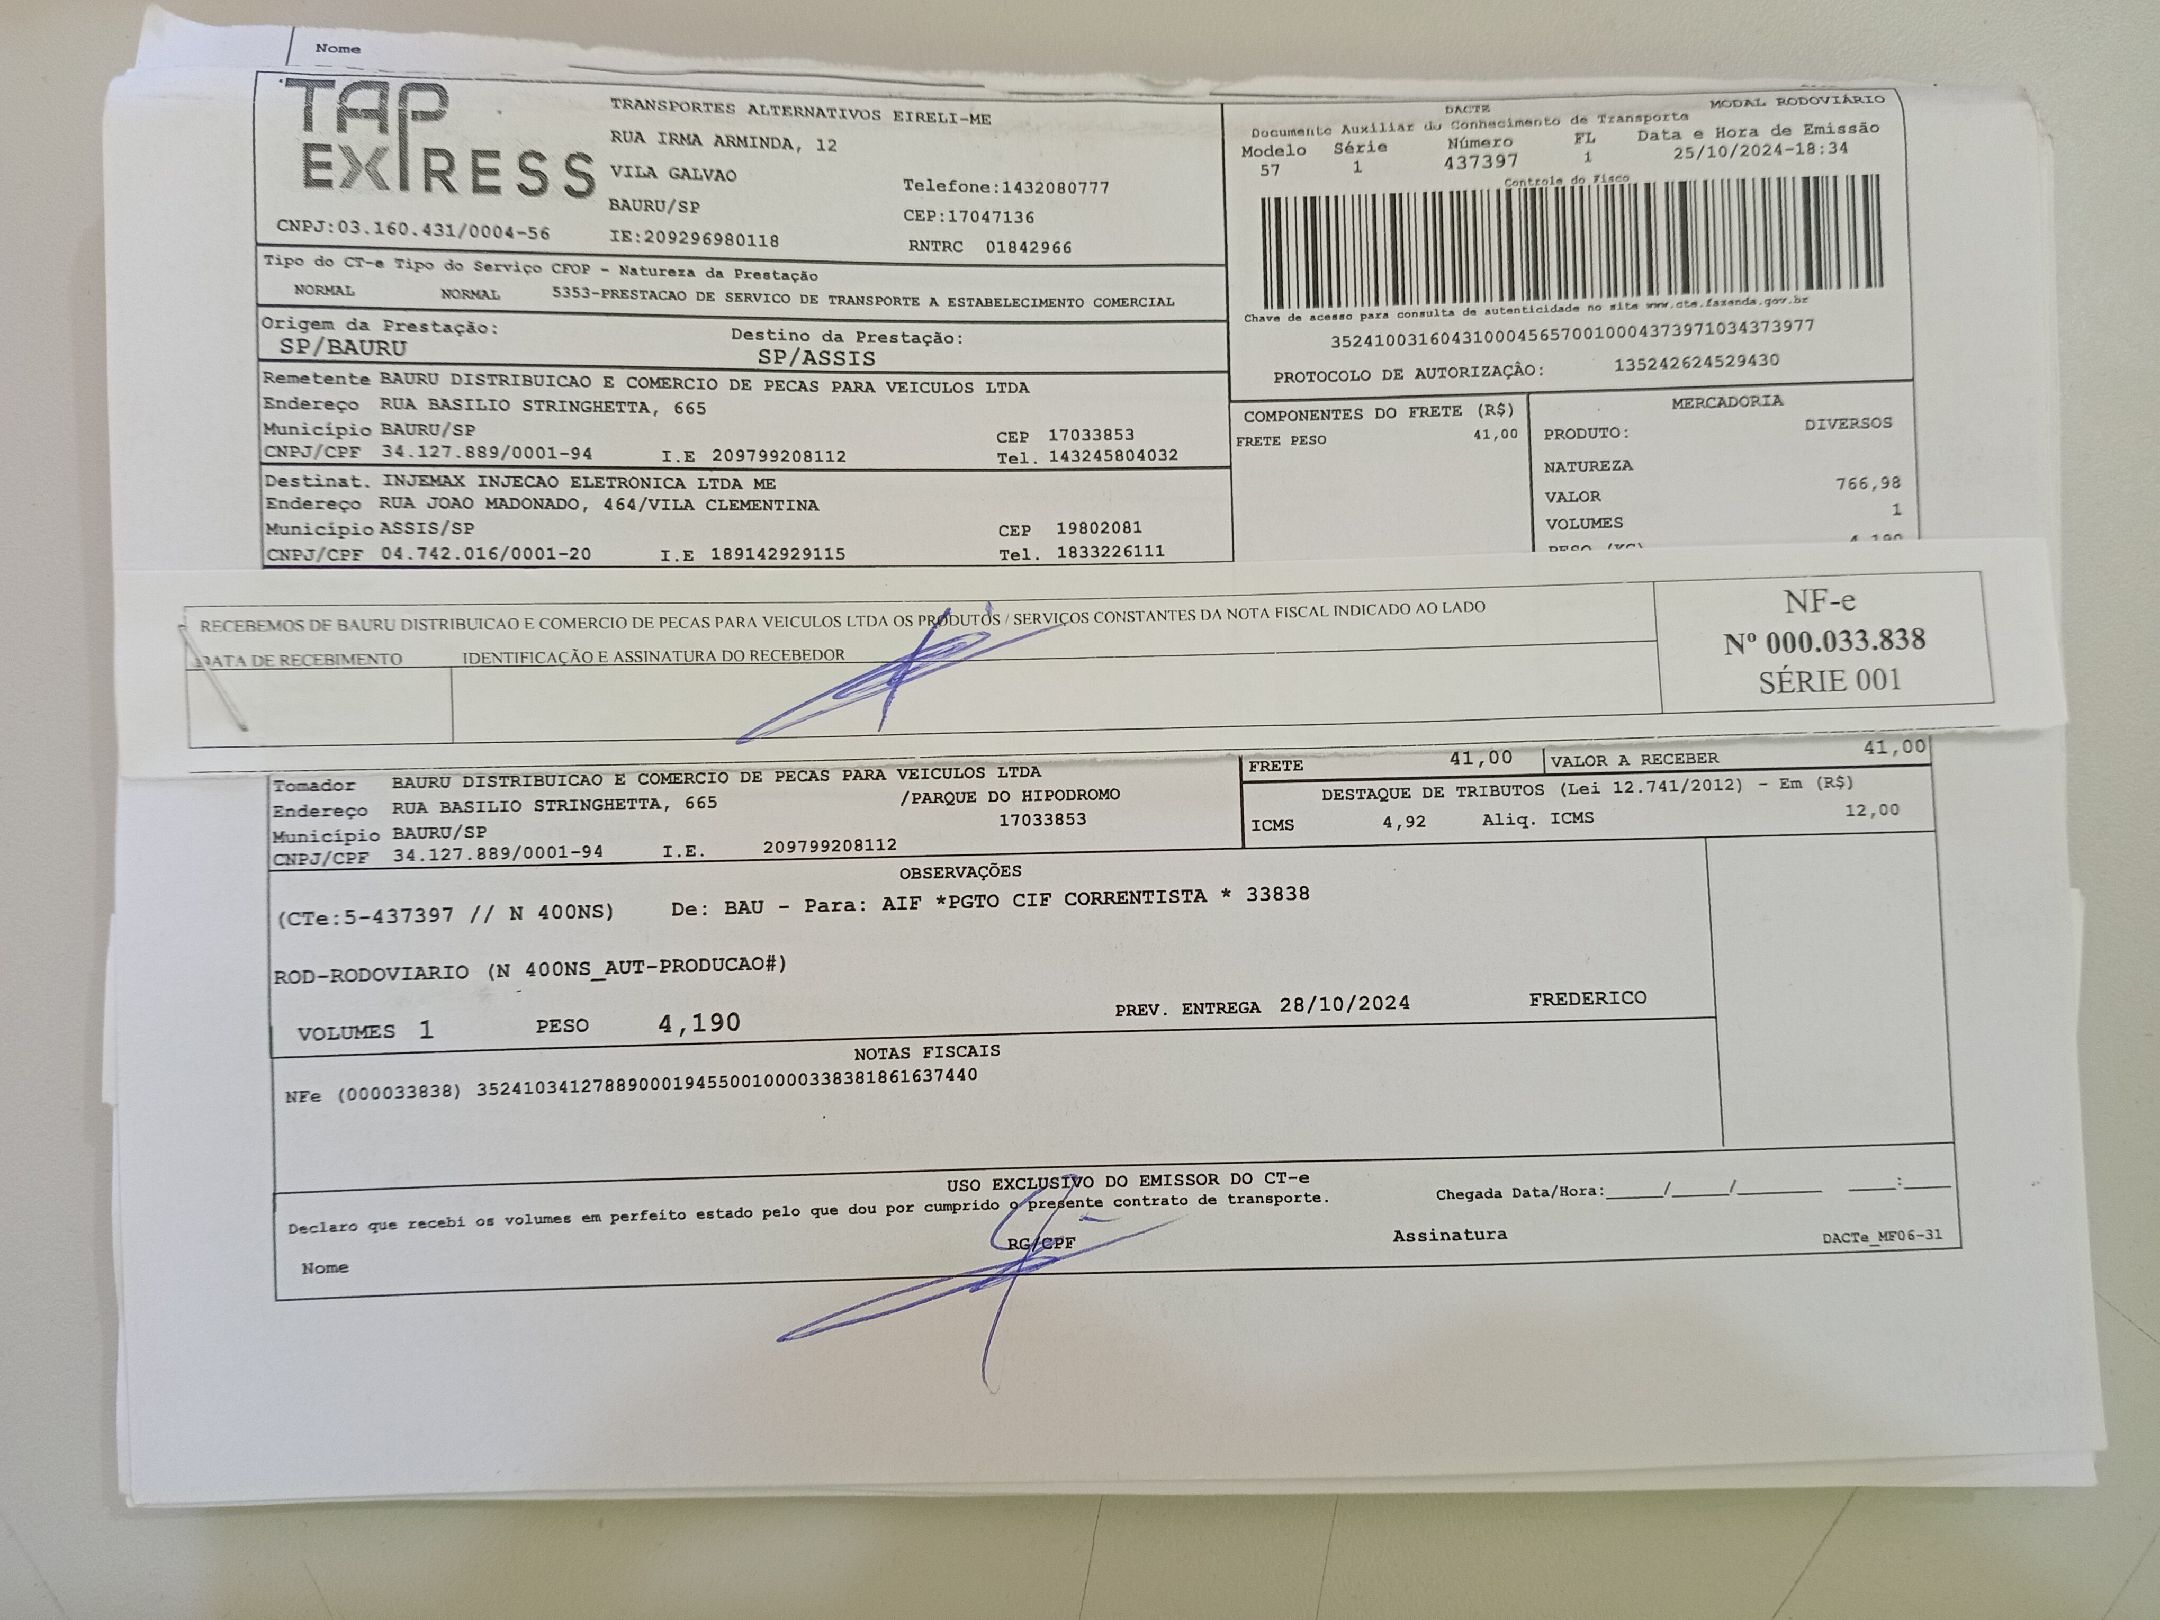 Nome
TAP
EXPRESS
CNPJ:03.160.431/0004-56
TRANSPORTES ALTERNATIVOS EIRELI-ME
RUA IRMA ARMINDA, 12
VILA GALVAO
BAURU/SP
IE:209296980118
Telefone:1432080777
CEP:17047136
RNTRC 01842966
DACTE MODAL RODOVIÁRIO
Documento Auxiliar do Conhecimento de Transporte
Modelo Série Número FL Data e Hora de Emissão
57 1 437397 1 25/10/2024-18:34
Controle do Fisco
Chave de acesso para consulta de autenticidade no site www.cte.fazenda.gov.br
35241003160431000456570010004373971034373977
PROTOCOLO DE AUTORIZAÇÃO: 135242624529430
Tipo do CT-e Tipo do Serviço CFOP - Natureza da Prestação
NORMAL NORMAL 5353-PRESTACAO DE SERVICO DE TRANSPORTE A ESTABELECIMENTO COMERCIAL
Origem da Prestação: Destino da Prestação:
SP/BAURU SP/ASSIS
Remetente BAURU DISTRIBUICAO E COMERCIO DE PECAS PARA VEICULOS LTDA
Endereço RUA BASILIO STRINGHETTA, 665
Município BAURU/SP CEP 17033853
CNPJ/CPF 34.127.889/0001-94 I.E 209799208112 Tel. 143245804032
Destinat. INJEMAX INJECAO ELETRONICA LTDA ME
Endereço RUA JOAO MADONADO, 464/VILA CLEMENTINA
Município ASSIS/SP CEP 19802081
CNPJ/CPF 04.742.016/0001-20 I.E 189142929115 Tel. 1833226111
COMPONENTES DO FRETE (R$)
FRETE PESO 41,00
MERCADORIA
PRODUTO: DIVERSOS
NATUREZA
VALOR 766,98
VOLUMES 1
PESO (KG) 4,190
RECEBEMOS DE BAURU DISTRIBUICAO E COMERCIO DE PECAS PARA VEICULOS LTDA OS PRODUTOS / SERVIÇOS CONSTANTES DA NOTA FISCAL INDICADO AO LADO
DATA DE RECEBIMENTO IDENTIFICAÇÃO E ASSINATURA DO RECEBEDOR
NF-e
Nº 000.033.838
SÉRIE 001
Tomador BAURU DISTRIBUICAO E COMERCIO DE PECAS PARA VEICULOS LTDA
Endereço RUA BASILIO STRINGHETTA, 665 /PARQUE DO HIPODROMO
Município BAURU/SP 17033853
CNPJ/CPF 34.127.889/0001-94 I.E. 209799208112
FRETE 41,00 VALOR A RECEBER 41,00
DESTAQUE DE TRIBUTOS (Lei 12.741/2012) - Em (R$)
ICMS 4,92 Aliq. ICMS 12,00
OBSERVAÇÕES
(CTe:5-437397 // N 400NS) De: BAU - Para: AIF *PGTO CIF CORRENTISTA * 33838
ROD-RODOVIARIO (N 400NS_AUT-PRODUCAO#)
VOLUMES 1 PESO 4,190 PREV. ENTREGA 28/10/2024 FREDERICO
NOTAS FISCAIS
NFe (000033838) 35241034127889000194550010000338381861637440
USO EXCLUSIVO DO EMISSOR DO CT-e
Declaro que recebi os volumes em perfeito estado pelo que dou por cumprido o presente contrato de transporte. Chegada Data/Hora:_____/_____/________ ____:____
Nome RG/CPF Assinatura DACTe_MF06-31